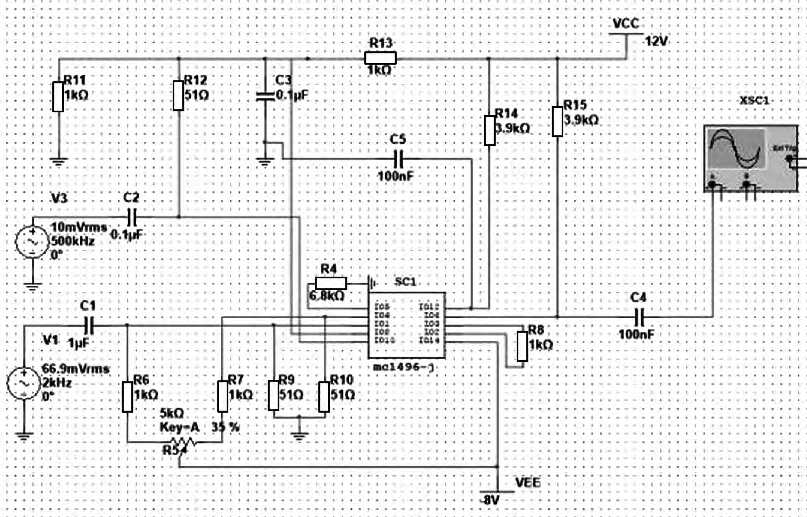 VCC
12V
R13
1kΩ
R11
1kΩ
R12
51Ω
C3
0.1µF
R14
3.9kΩ
R15
3.9kΩ
XSC1
C5
100nF
V3
10mVrms
500kHz
0°
C2
0.1µF
R4
6.8kΩ
SC1
IO5
IO4
IO1
IO10
IO12
IO6
IO3
IO2
IO14
mc1496-j
C4
100nF
R8
1kΩ
C1
1µF
V1
66.9mVrms
2kHz
0°
R6
1kΩ
R7
1kΩ
R9
51Ω
R10
51Ω
5kΩ
Key=A
35 %
R54
VEE
-8V